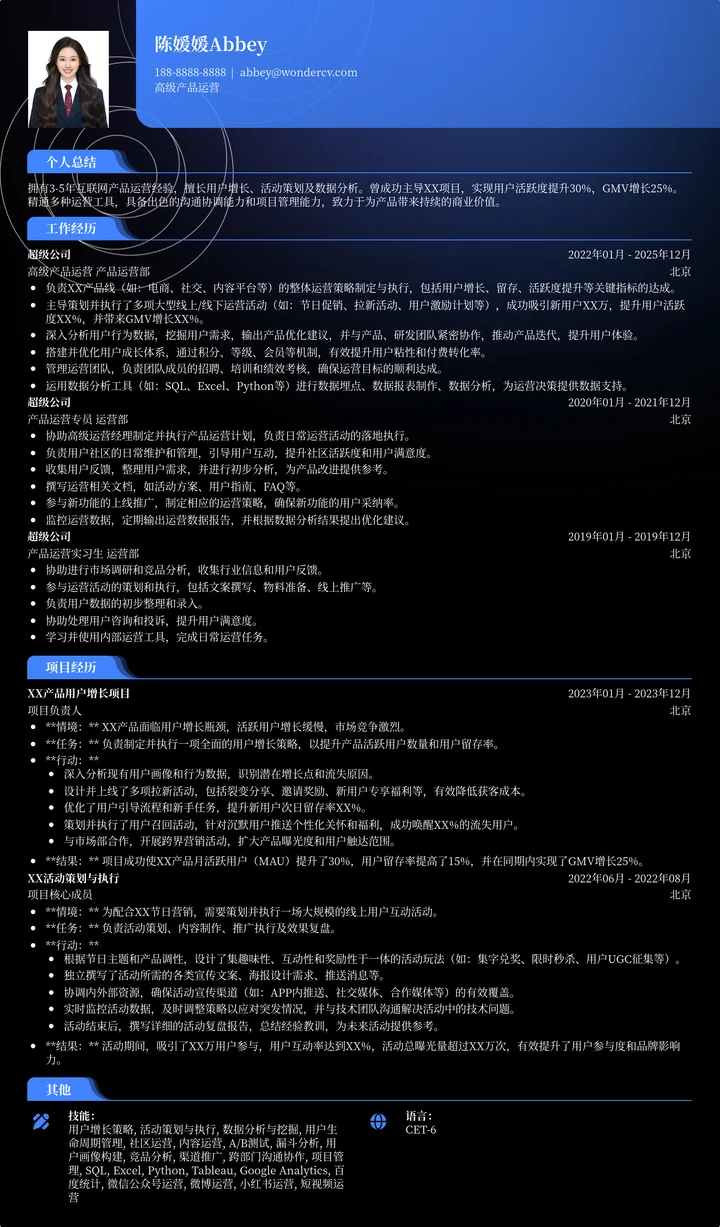 陈媛媛Abbey
188-8888-8888 | abbey@wondercv.com
高级产品运营
个人总结
拥有3-5年互联网产品运营经验，擅长用户增长、活动策划及数据分析。曾成功主导XX项目，实现用户活跃度提升30%，GMV增长25%。
精通多种运营工具，具备出色的沟通协调能力和项目管理能力，致力于为产品带来持续的商业价值。
工作经历
超级公司 2022年01月 - 2025年12月
高级产品运营 产品运营部 北京
• 负责XX产品线（如：电商、社交、内容平台等）的整体运营策略制定与执行，包括用户增长、留存、活跃度提升等关键指标的达成。
• 主导策划并执行了多项大型线上/线下运营活动（如：节日促销、拉新活动、用户激励计划等），成功吸引新用户XX万，提升用户活跃
度XX%，并带来GMV增长XX%。
• 深入分析用户行为数据，挖掘用户需求，输出产品优化建议，并与产品、研发团队紧密协作，推动产品迭代，提升用户体验。
• 搭建并优化用户成长体系，通过积分、等级、会员等机制，有效提升用户粘性和付费转化率。
• 管理运营团队，负责团队成员的招聘、培训和绩效考核，确保运营目标的顺利达成。
• 运用数据分析工具（如：SQL、Excel、Python等）进行数据埋点、数据报表制作、数据分析，为运营决策提供数据支持。
超级公司 2020年01月 - 2021年12月
产品运营专员 运营部 北京
• 协助高级运营经理制定并执行产品运营计划，负责日常运营活动的落地执行。
• 负责用户社区的日常维护和管理，引导用户互动，提升社区活跃度和用户满意度。
• 收集用户反馈，整理用户需求，并进行初步分析，为产品改进提供参考。
• 撰写运营相关文档，如活动方案、用户指南、FAQ等。
• 参与新功能的上线推广，制定相应的运营策略，确保新功能的用户采纳率。
• 监控运营数据，定期输出运营数据报告，并根据数据分析结果提出优化建议。
超级公司 2019年01月 - 2019年12月
产品运营实习生 运营部 北京
• 协助进行市场调研和竞品分析，收集行业信息和用户反馈。
• 参与运营活动的策划和执行，包括文案撰写、物料准备、线上推广等。
• 负责用户数据的初步整理和录入。
• 协助处理用户咨询和投诉，提升用户满意度。
• 学习并使用内部运营工具，完成日常运营任务。
项目经历
XX产品用户增长项目 2023年01月 - 2023年12月
项目负责人 北京
• **情境：** XX产品面临用户增长瓶颈，活跃用户增长缓慢，市场竞争激烈。
• **任务：** 负责制定并执行一项全面的用户增长策略，以提升产品活跃用户数量和用户留存率。
• **行动：**
• 深入分析现有用户画像和行为数据，识别潜在增长点和流失原因。
• 设计并上线了多项拉新活动，包括裂变分享、邀请奖励、新用户专享福利等，有效降低获客成本。
• 优化了用户引导流程和新手任务，提升新用户次日留存率XX%。
• 策划并执行了用户召回活动，针对沉默用户推送个性化关怀和福利，成功唤醒XX%的流失用户。
• 与市场部合作，开展跨界营销活动，扩大产品曝光度和用户触达范围。
• **结果：** 项目成功使XX产品月活跃用户（MAU）提升了30%，用户留存率提高了15%，并在同期内实现了GMV增长25%。
XX活动策划与执行 2022年06月 - 2022年08月
项目核心成员 北京
• **情境：** 为配合XX节日营销，需要策划并执行一场大规模的线上用户互动活动。
• **任务：** 负责活动策划、内容制作、推广执行及效果复盘。
• **行动：**
• 根据节日主题和产品调性，设计了集趣味性、互动性和奖励性于一体的活动玩法（如：集字兑奖、限时秒杀、用户UGC征集等）。
• 独立撰写了活动所需的各类宣传文案、海报设计需求、推送消息等。
• 协调内外部资源，确保活动宣传渠道（如：APP内推送、社交媒体、合作媒体等）的有效覆盖。
• 实时监控活动数据，及时调整策略以应对突发情况，并与技术团队沟通解决活动中的技术问题。
• 活动结束后，撰写详细的活动复盘报告，总结经验教训，为未来活动提供参考。
• **结果：** 活动期间，吸引了XX万用户参与，用户互动率达到XX%，活动总曝光量超过XX万次，有效提升了用户参与度和品牌影响
力。
其他
技能：
用户增长策略, 活动策划与执行, 数据分析与挖掘, 用户生
命周期管理, 社区运营, 内容运营, A/B测试, 漏斗分析, 用
户画像构建, 竞品分析, 渠道推广, 跨部门沟通协作, 项目管
理, SQL, Excel, Python, Tableau, Google Analytics, 百
度统计, 微信公众号运营, 微博运营, 小红书运营, 短视频运
营
语言：
CET-6